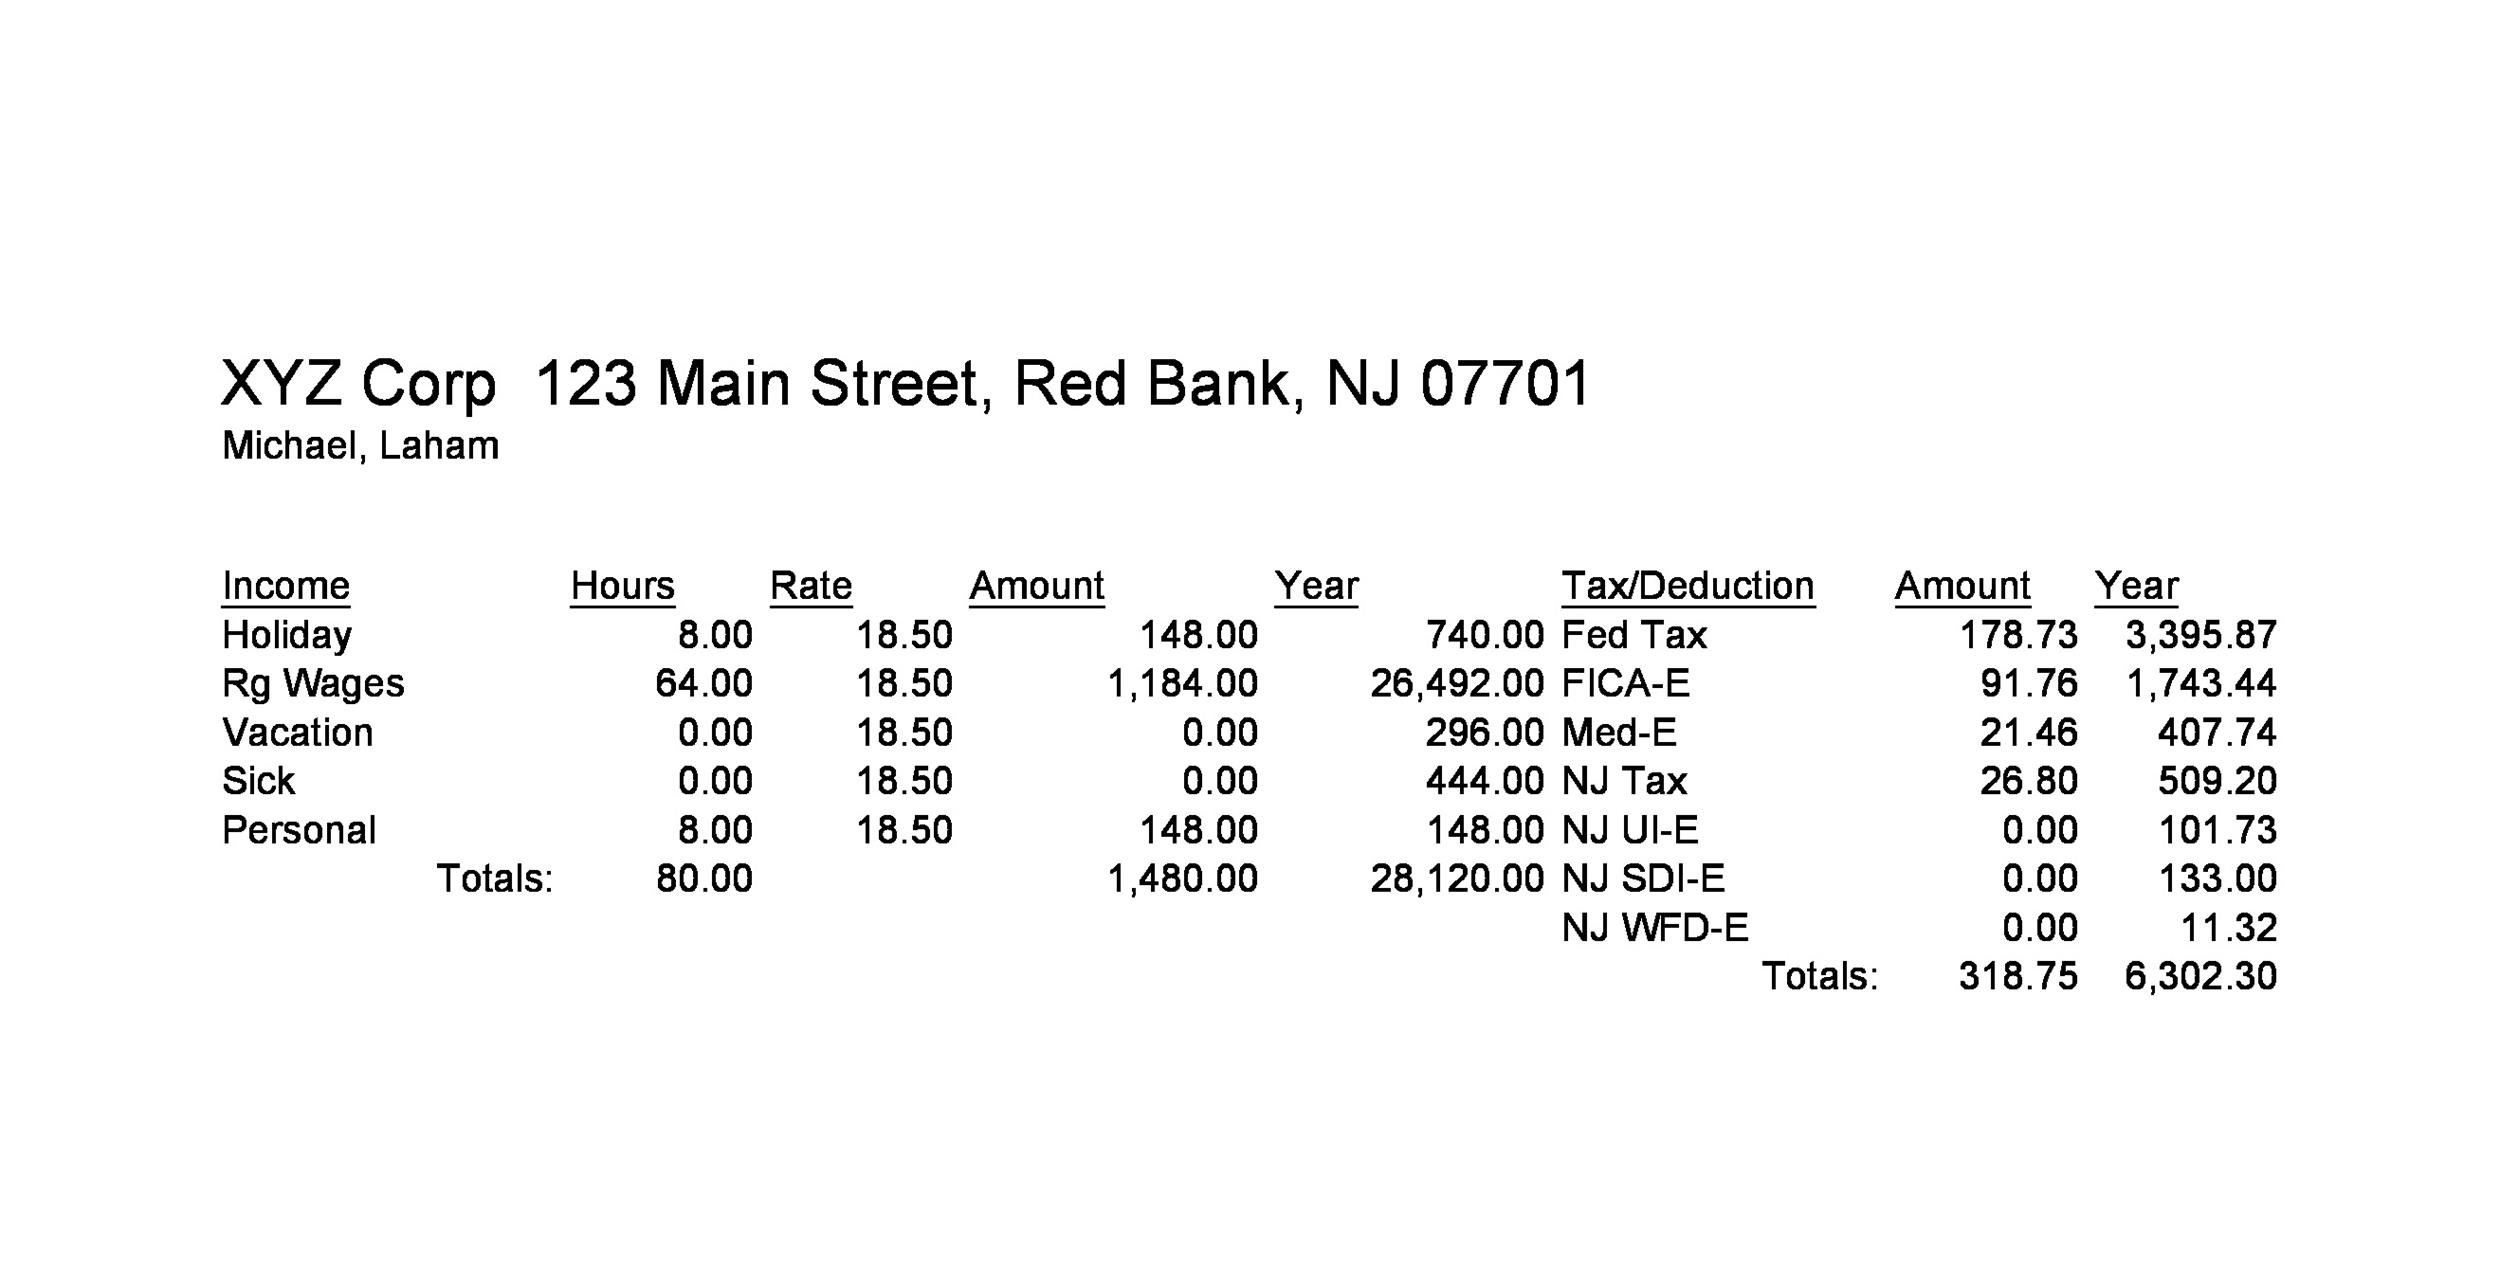 XYZ Corp  123 Main Street, Red Bank, NJ 07701
Michael, Laham
Income Hours Rate Amount Year Tax/Deduction Amount Year
Holiday 8.00 18.50 148.00 740.00 Fed Tax 178.73 3,395.87
Rg Wages 64.00 18.50 1,184.00 26,492.00 FICA-E 91.76 1,743.44
Vacation 0.00 18.50 0.00 296.00 Med-E 21.46 407.74
Sick 0.00 18.50 0.00 444.00 NJ Tax 26.80 509.20
Personal 8.00 18.50 148.00 148.00 NJ UI-E 0.00 101.73
Totals: 80.00 1,480.00 28,120.00 NJ SDI-E 0.00 133.00
NJ WFD-E 0.00 11.32
Totals: 318.75 6,302.30